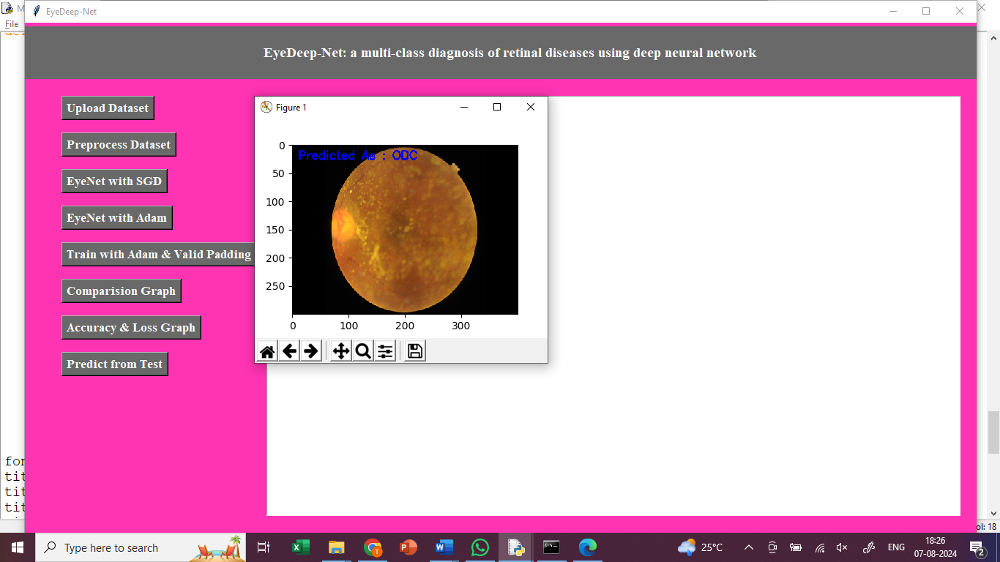 EyeDeep-Net
File
EyeDeep-Net: a multi-class diagnosis of retinal diseases using deep neural network
Upload Dataset
Preprocess Dataset
EyeNet with SGD
EyeNet with Adam
Train with Adam & Valid Padding
Comparision Graph
Accuracy & Loss Graph
Predict from Test
Figure 1
Predicted As : ODC
0
50
100
150
200
250
0 100 200 300
for
tit
tit
tit
ol: 18
Type here to search
25°C
ENG
18:26
07-08-2024
2